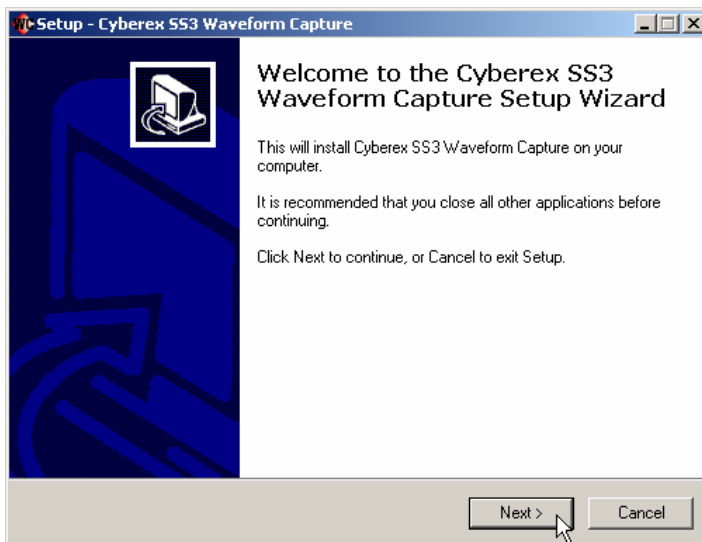 Setup - Cyberex SS3 Waveform Capture
Welcome to the Cyberex SS3
Waveform Capture Setup Wizard
This will install Cyberex SS3 Waveform Capture on your
computer.
It is recommended that you close all other applications before
continuing.
Click Next to continue, or Cancel to exit Setup.
Next >
Cancel